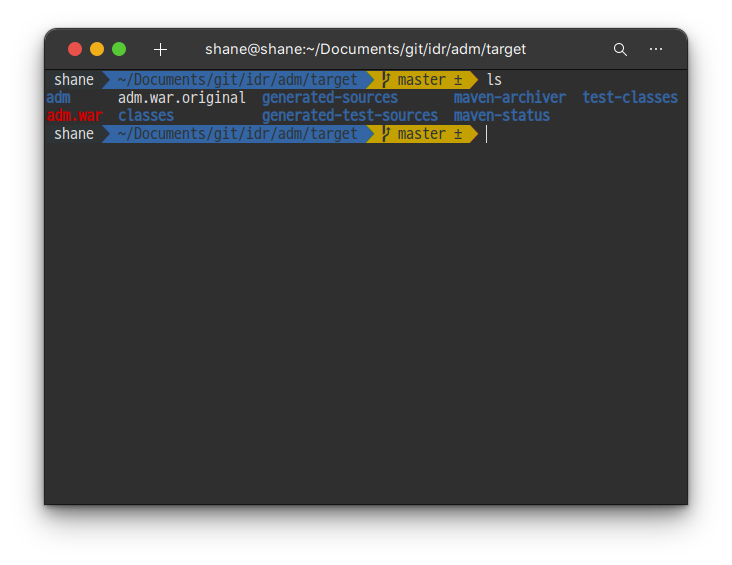 shane@shane:~/Documents/git/idr/adm/target
shane ~/Documents/git/idr/adm/target master ± ls
adm adm.war.original generated-sources maven-archiver test-classes
adm.war classes generated-test-sources maven-status
shane ~/Documents/git/idr/adm/target master ±